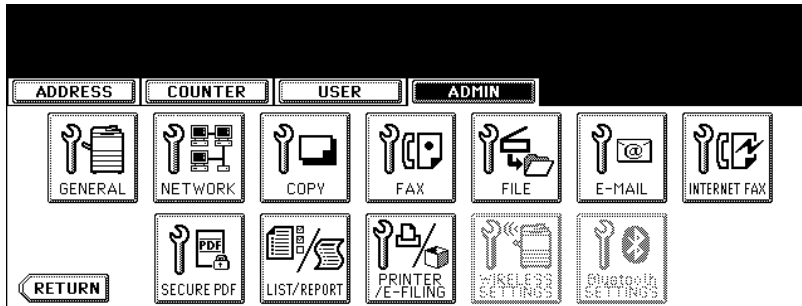 ADDRESS COUNTER USER ADMIN
GENERAL NETWORK COPY FAX FILE E-MAIL INTERNET FAX
@
PDF
SECURE PDF LIST/REPORT PRINTER /E-FILING WIRELESS SETTINGS Bluetooth SETTINGS
RETURN